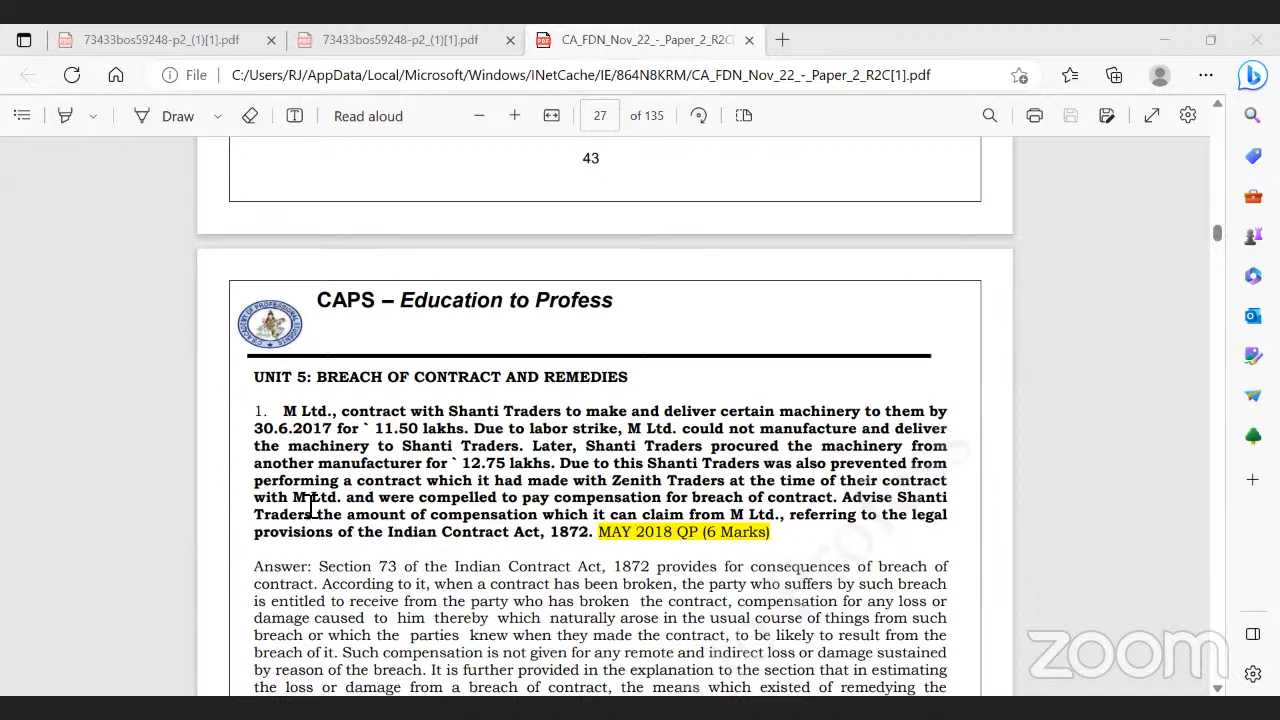 73433bos59248-p2_(1)[1].pdf
73433bos59248-p2_(1)[1].pdf
CA_FDN_Nov_22_-_Paper_2_R2C[
File
C:/Users/RJ/AppData/Local/Microsoft/Windows/INetCache/IE/864N8KRM/CA_FDN_Nov_22_-_Paper_2_R2C[1].pdf
Draw
Read aloud
27 of 135
43
CAPS – Education to Profess
UNIT 5: BREACH OF CONTRACT AND REMEDIES
1. M Ltd., contract with Shanti Traders to make and deliver certain machinery to them by
30.6.2017 for ` 11.50 lakhs. Due to labor strike, M Ltd. could not manufacture and deliver
the machinery to Shanti Traders. Later, Shanti Traders procured the machinery from
another manufacturer for ` 12.75 lakhs. Due to this Shanti Traders was also prevented from
performing a contract which it had made with Zenith Traders at the time of their contract
with M Ltd. and were compelled to pay compensation for breach of contract. Advise Shanti
Traders the amount of compensation which it can claim from M Ltd., referring to the legal
provisions of the Indian Contract Act, 1872. MAY 2018 QP (6 Marks)
Answer: Section 73 of the Indian Contract Act, 1872 provides for consequences of breach of
contract. According to it, when a contract has been broken, the party who suffers by such breach
is entitled to receive from the party who has broken the contract, compensation for any loss or
damage caused to him thereby which naturally arose in the usual course of things from such
breach or which the parties knew when they made the contract, to be likely to result from the
breach of it. Such compensation is not given for any remote and indirect loss or damage sustained
by reason of the breach. It is further provided in the explanation to the section that in estimating
the loss or damage from a breach of contract, the means which existed of remedying the
zoom